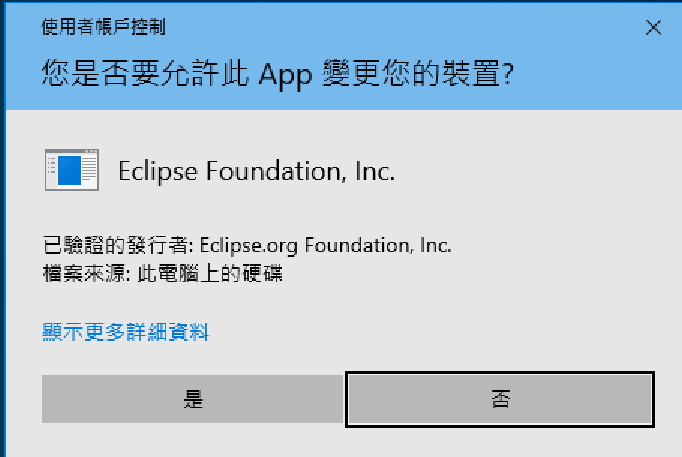 使用者帳戶控制
您是否要允許此 App 變更您的裝置?
Eclipse Foundation, Inc.
已驗證的發行者: Eclipse.org Foundation, Inc.
檔案來源: 此電腦上的硬碟
顯示更多詳細資料
是
否